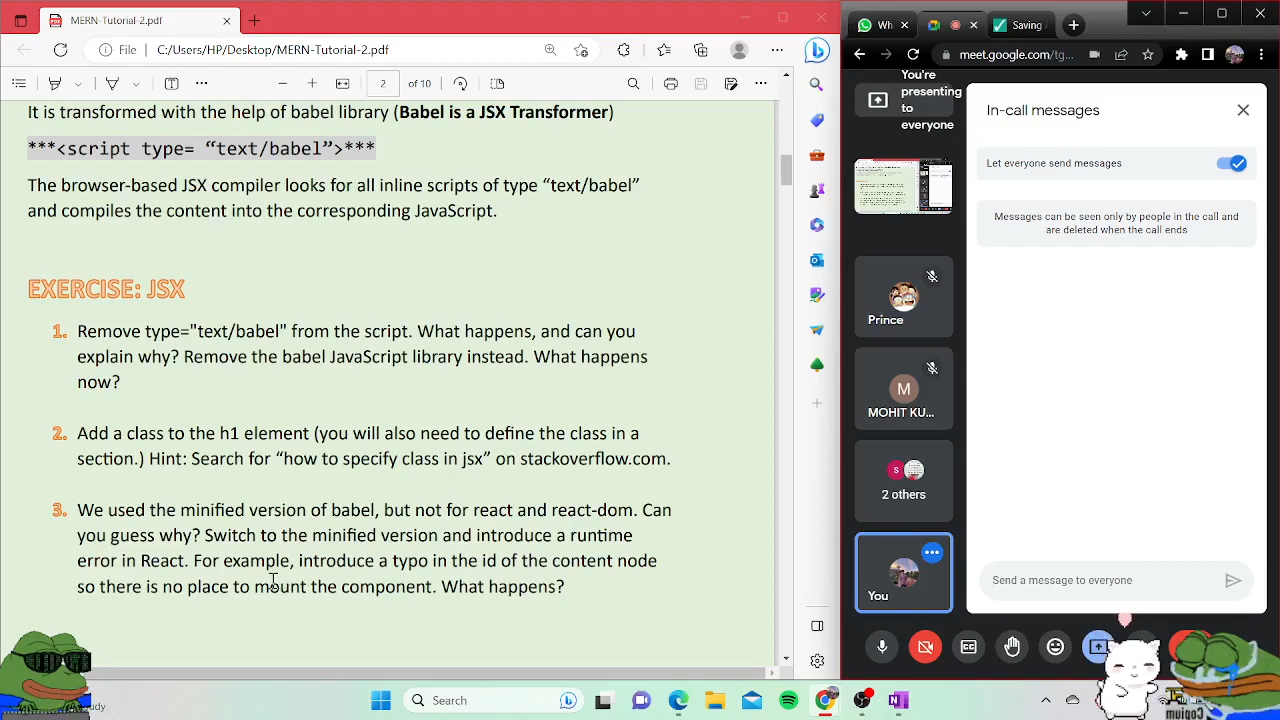 MERN-Tutorial-2.pdf
File
C:/Users/HP/Desktop/MERN-Tutorial-2.pdf
2 of 10
It is transformed with the help of babel library (Babel is a JSX Transformer)
***<script type= “text/babel”>***
The browser-based JSX compiler looks for all inline scripts of type “text/babel”
and compiles the content into the corresponding JavaScript.
EXERCISE: JSX
1. Remove type="text/babel" from the script. What happens, and can you
explain why? Remove the babel JavaScript library instead. What happens
now?
2. Add a class to the h1 element (you will also need to define the class in a
section.) Hint: Search for “how to specify class in jsx” on stackoverflow.com.
3. We used the minified version of babel, but not for react and react-dom. Can
you guess why? Switch to the minified version and introduce a runtime
error in React. For example, introduce a typo in the id of the content node
so there is no place to mount the component. What happens?
Wh
Saving
meet.google.com/tg...
You're
presenting
to
everyone
Prince
M
MOHIT KU...
S
2 others
You
In-call messages
Let everyone send messages
Messages can be seen only by people in the call and
are deleted when the call ends
Send a message to everyone
Search